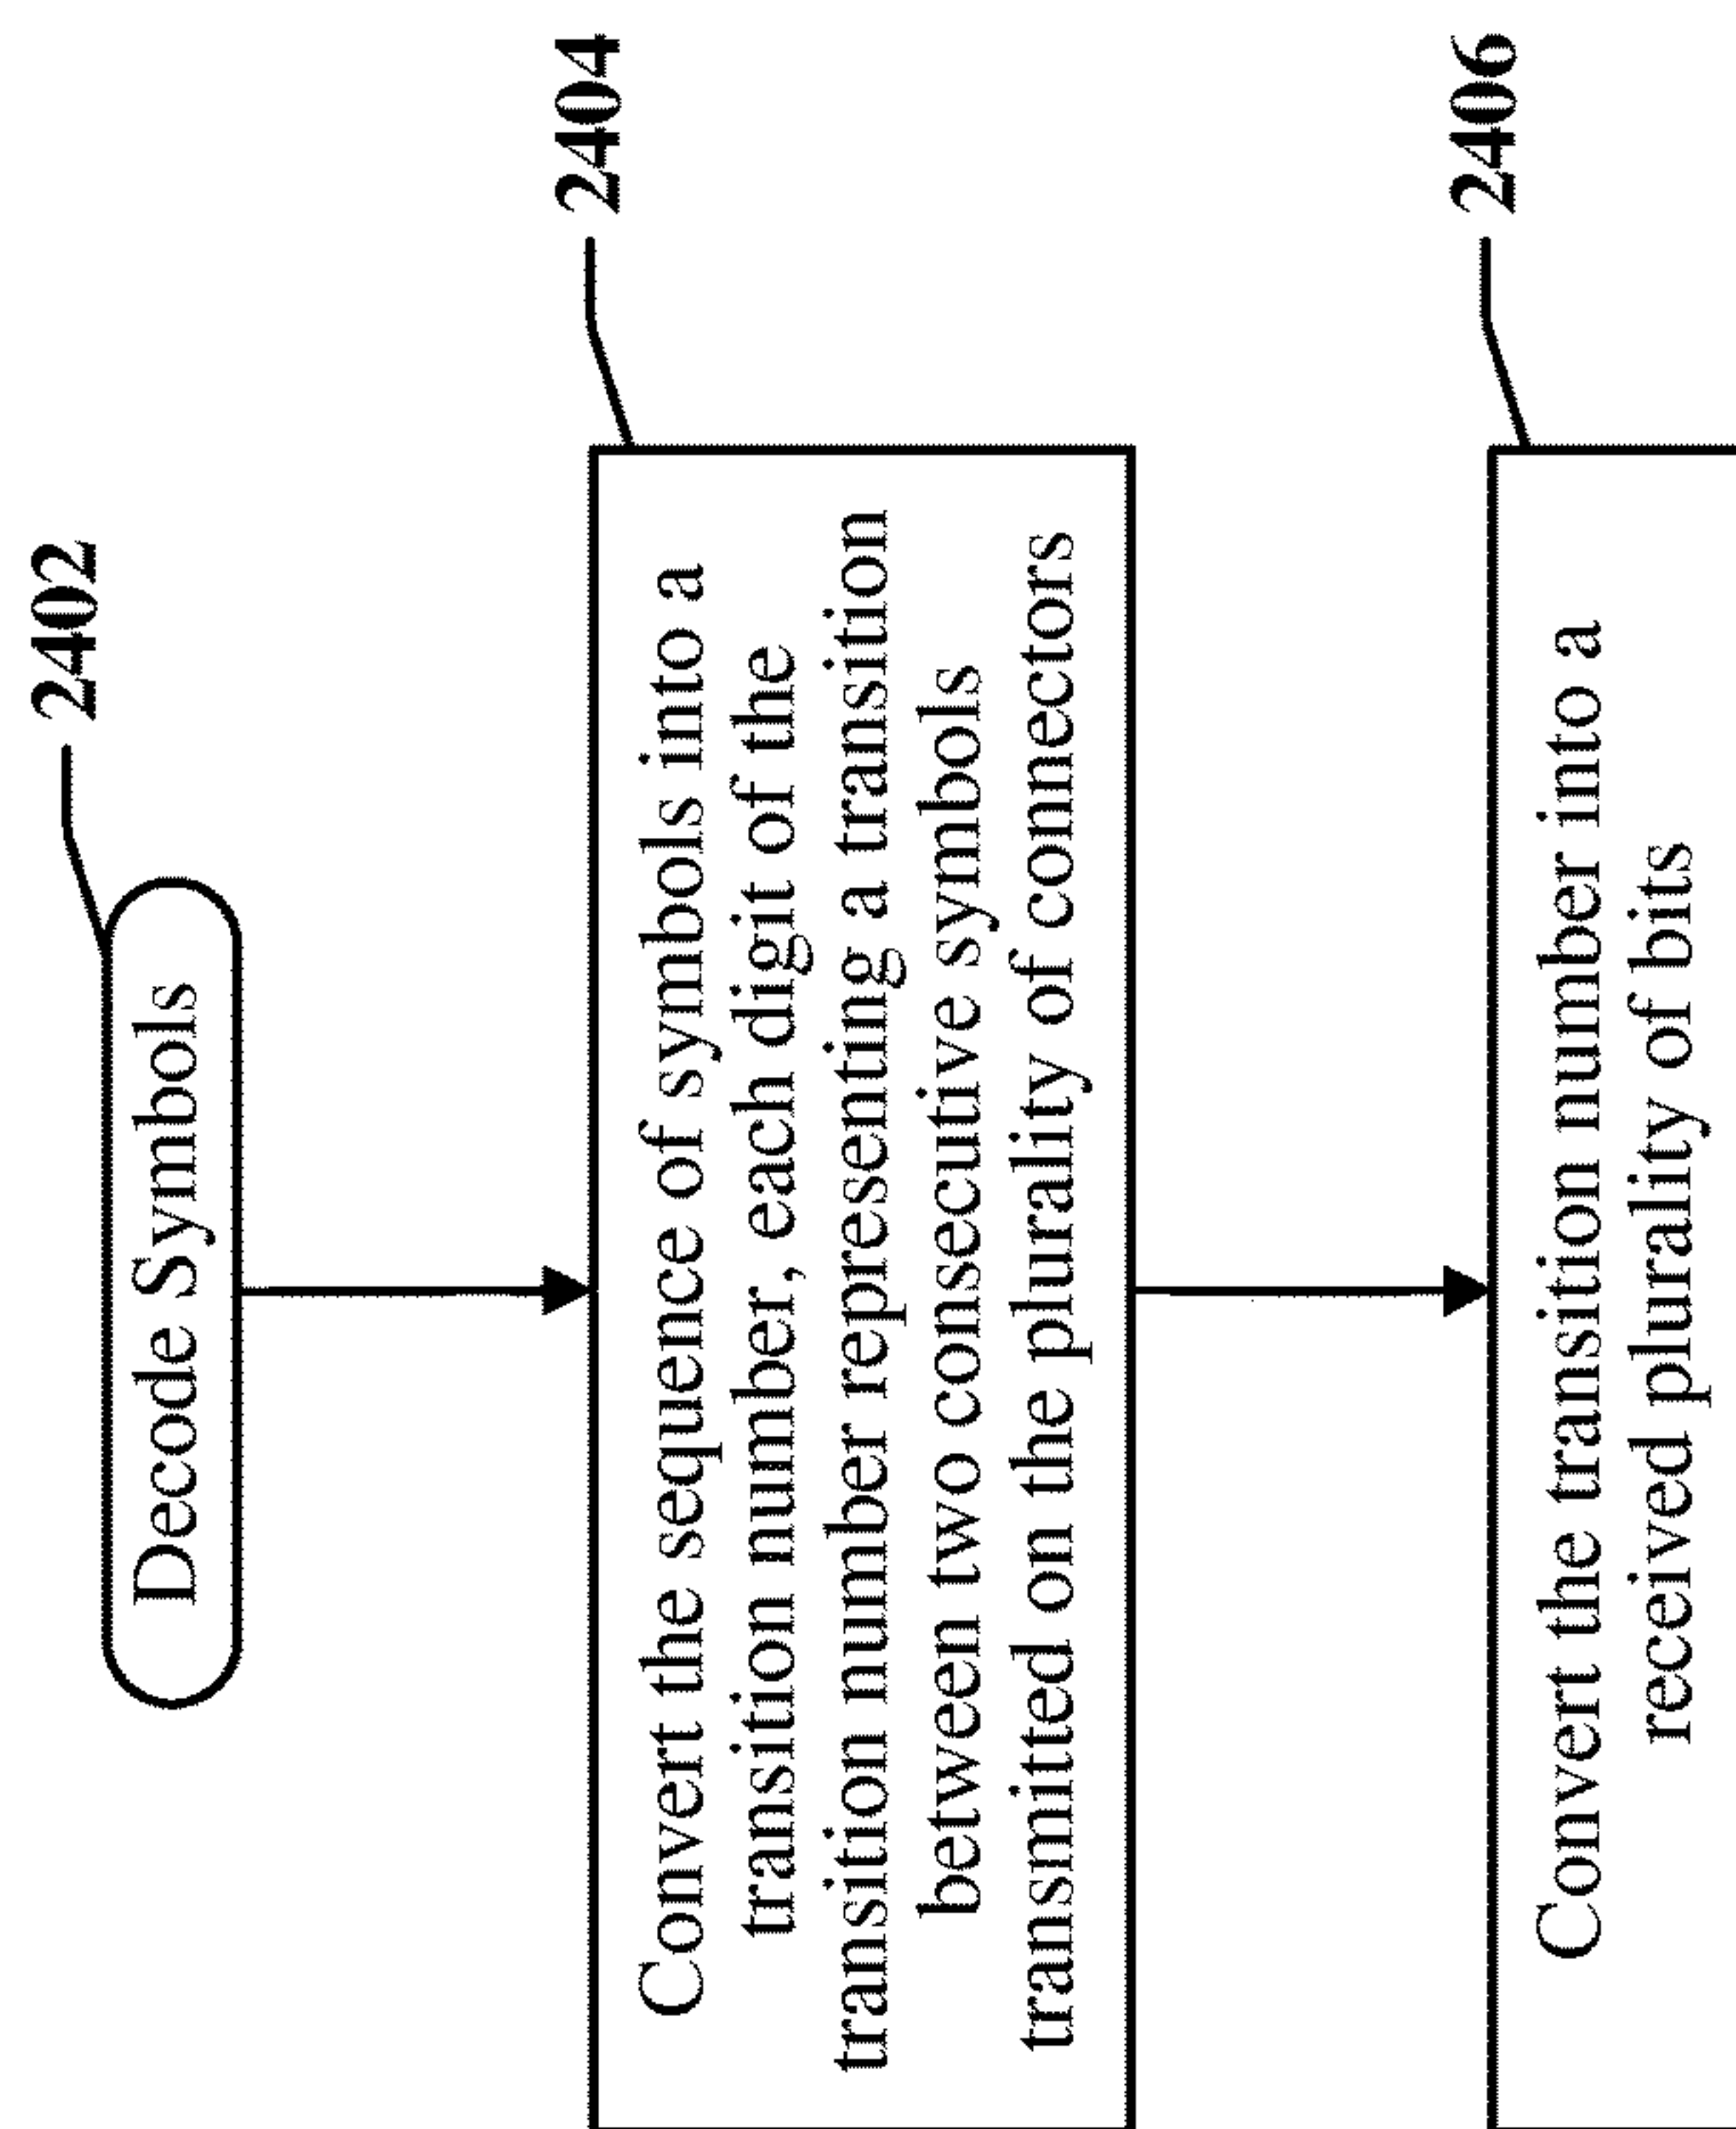 2402
Decode Symbols
2404
Convert the sequence of symbols into a
transition number, each digit of the
transition number representing a transition
between two consecutive symbols
transmitted on the plurality of connectors
2406
Convert the transition number into a
received plurality of bits